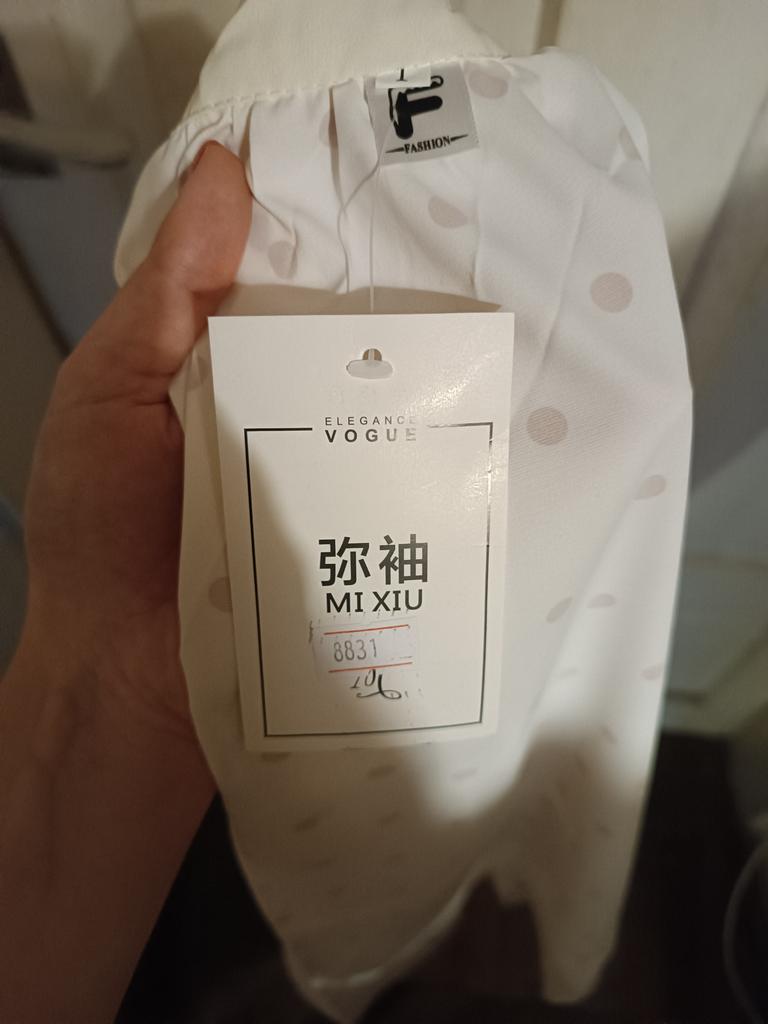 F
FASHION
ELEGANCE
VOGUE
弥袖
MI XIU
8831